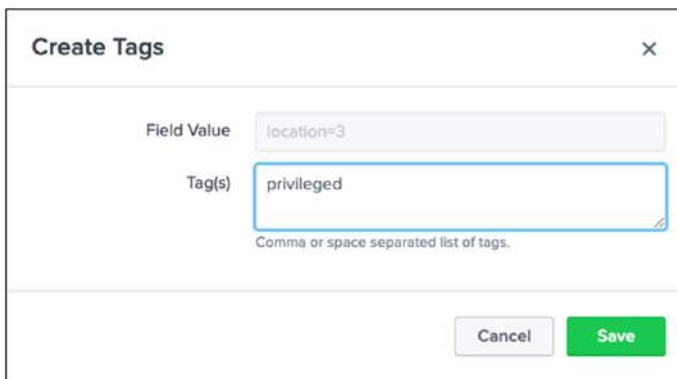 Create Tags ×
Field Value location=3
Tag(s) privileged
Comma or space separated list of tags.
Cancel Save